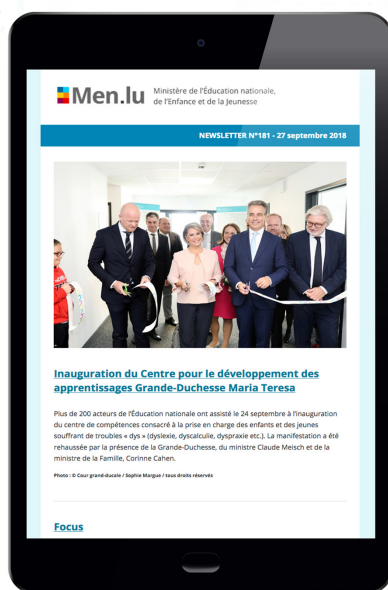 Men.lu
Ministère de l'Éducation nationale,
de l'Enfance et de la Jeunesse
NEWSLETTER N°181 - 27 septembre 2018
Inauguration du Centre pour le développement des
apprentissages Grande-Duchesse Maria Teresa
Plus de 200 acteurs de l'Éducation nationale ont assisté le 24 septembre à l'inauguration
du centre de compétences consacré à la prise en charge des enfants et des jeunes
souffrant de troubles « dys » (dyslexie, dyscalculie, dyspraxie etc.). La manifestation a été
rehaussée par la présence de la Grande-Duchesse, du ministre Claude Meisch et de la
ministre de la Famille, Corinne Cahen.
Photo : © Cour grand-ducale / Sophie Margue / tous droits réservés
Focus